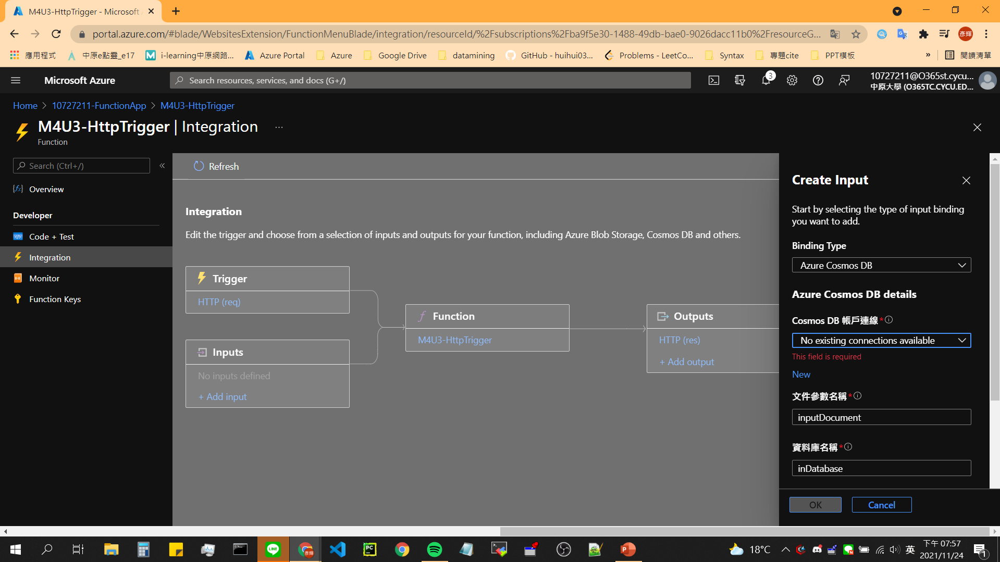 M4U3-HttpTrigger - Microsoft
portal.azure.com/#blade/WebsitesExtension/FunctionMenuBlade/integration/resourceId/%2Fsubscriptions%2Fba9f5e30-1488-49db-bae0-9026dacc11b0%2FresourceG...
彥輝
應用程式
中原e點靈_e17
i-learning中原網路...
Azure Portal
Azure
Google Drive
datamining
GitHub - huihui03...
Problems - LeetCo...
Syntax
專題cite
PPT模板
»
閱讀清單
Microsoft Azure
Search resources, services, and docs (G+/)
3
10727211@O365st.cycu...
中原大學 (O365TC.CYCU.ED...
Home > 10727211-FunctionApp > M4U3-HttpTrigger
M4U3-HttpTrigger | Integration ...
Function
Search (Ctrl+/)
«
Overview
Developer
Code + Test
Integration
Monitor
Function Keys
Refresh
Integration
Edit the trigger and choose from a selection of inputs and outputs for your function, including Azure Blob Storage, Cosmos DB and others.
Trigger
HTTP (req)
Inputs
No inputs defined
+ Add input
Function
M4U3-HttpTrigger
Outputs
HTTP (res)
+ Add output
Create Input
Start by selecting the type of input binding
you want to add.
Binding Type
Azure Cosmos DB
Azure Cosmos DB details
Cosmos DB 帳戶連線*
No existing connections available
This field is required
New
文件參數名稱*
inputDocument
資料庫名稱*
inDatabase
OK
Cancel
18°C
英
下午 07:57
2021/11/24
1